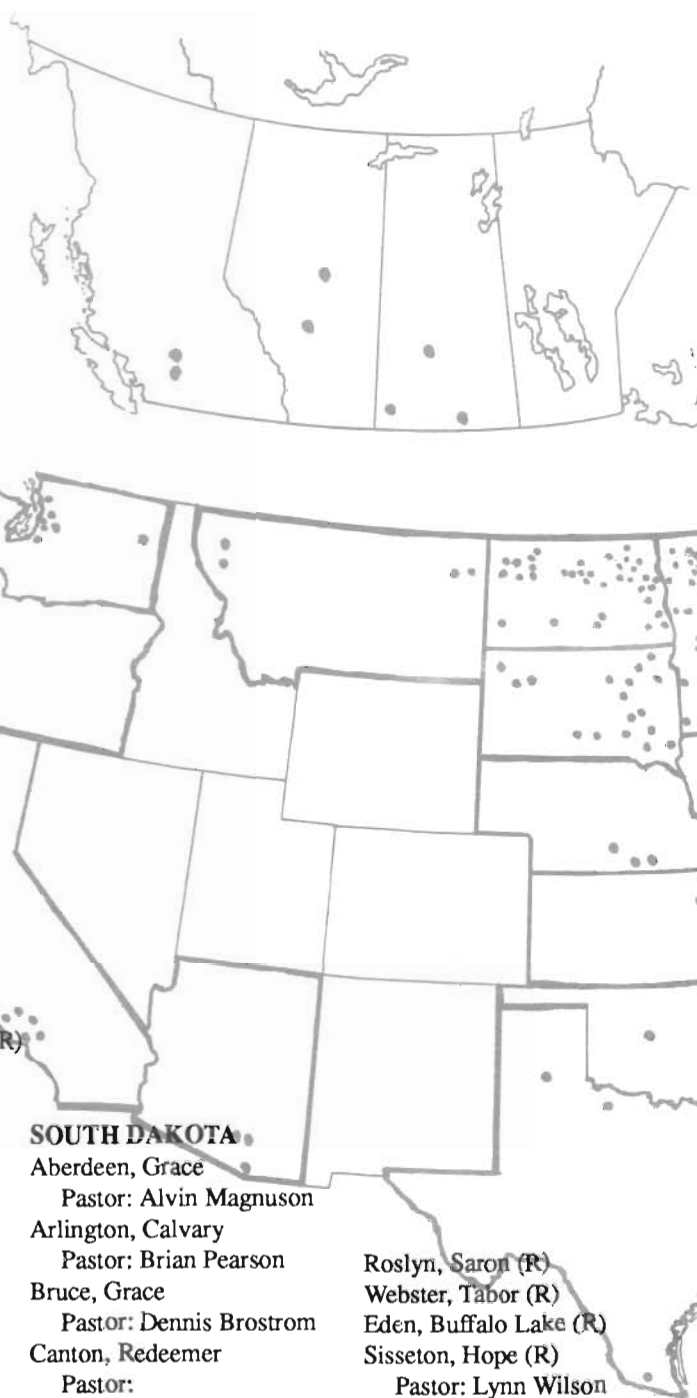 R)
SOUTH DAKOTA
Aberdeen, Grace
Pastor: Alvin Magnuson
Arlington, Calvary
Pastor: Brian Pearson
Bruce, Grace
Pastor: Dennis Brostrom
Canton, Redeemer
Pastor:
Roslyn, Saron (R)
Webster, Tabor (R)
Eden, Buffalo Lake (R)
Sisseton, Hope (R)
Pastor: Lynn Wilson